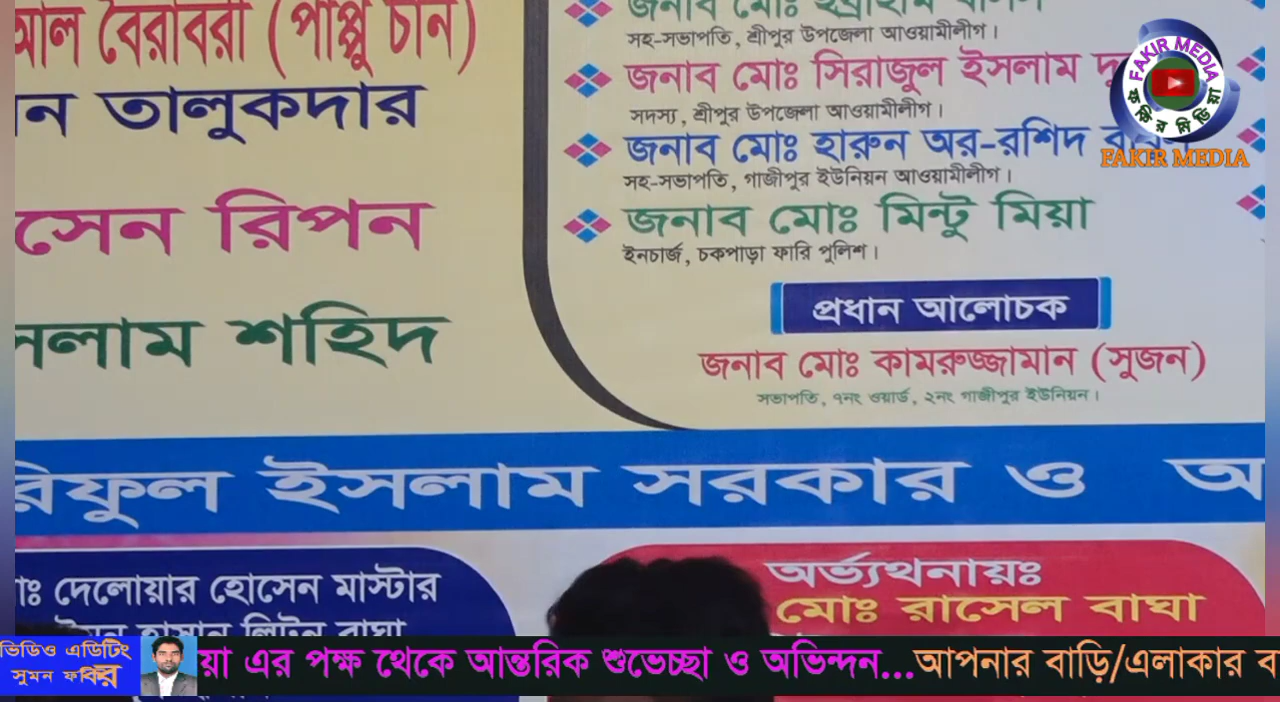 আল বৈরাবরী (পাপ্পু চান)
তালুকদার
রিপন
শহিদ
জনাব মোঃ
সহ-সভাপতি, শ্রীপুর উপজেলা আওয়ামীলীগ।
জনাব মোঃ সিরাজুল ইসলাম
সদস্য, শ্রীপুর উপজেলা আওয়ামীলীগ।
জনাব মোঃ হারুন অর-রশিদ
সহ-সভাপতি, গাজীপুর ইউনিয়ন আওয়ামীলীগ।
জনাব মোঃ মিন্টু মিয়া
ইনচার্জ, চকপাড়া ফারি পুলিশ।
প্রধান আলোচক
জনাব মোঃ কামরুজ্জামান (সুজন)
সভাপতি, ৭নং ওয়ার্ড, ২নং গাজীপুর ইউনিয়ন।
রিফুল ইসলাম সরকার ও
দেলোয়ার হোসেন মাস্টার
অর্ভ্যথনায়ঃ
মোঃ রাসেল বাঘা
FAKIR MEDIA
ফকির মিডিয়া
FAKIR MEDIA
ভিডিও এডিটিং
সুমন ফকির
য়া এর পক্ষ থেকে আন্তরিক শুভেচ্ছা ও অভিন্দন...আপনার বাড়ি/এলাকার ব